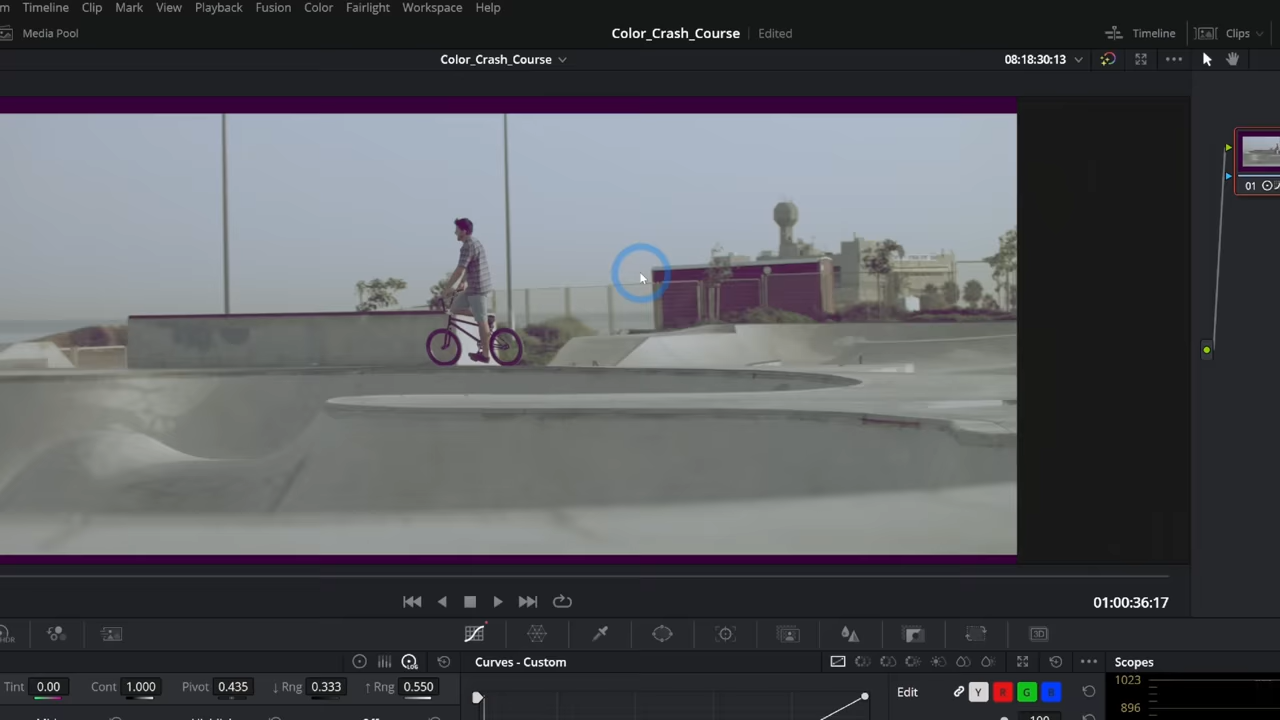 Timeline Clip Mark View Playback Fusion Color Fairlight Workspace Help
Media Pool Color_Crash_Course Edited Timeline Clips
Color_Crash_Course 08:18:30:13
01
01:00:36:17
Curves - Custom Scopes
Tint 0.00 Cont 1.000 Pivot 0.435 ↓ Rng 0.333 ↑ Rng 0.550 Edit Y R G B 1023
896
100